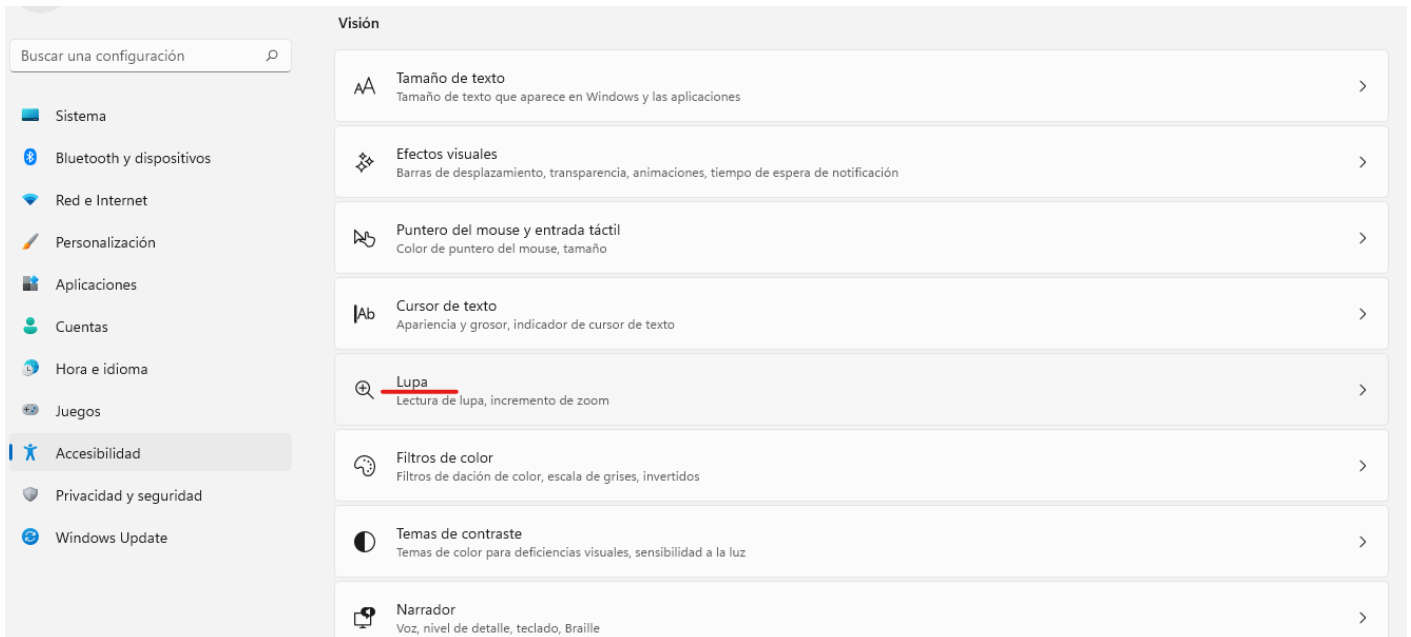 Buscar una configuración
Sistema
Bluetooth y dispositivos
Red e Internet
Personalización
Aplicaciones
Cuentas
Hora e idioma
Juegos
Accesibilidad
Privacidad y seguridad
Windows Update
Visión
Tamaño de texto
Tamaño de texto que aparece en Windows y las aplicaciones
Efectos visuales
Barras de desplazamiento, transparencia, animaciones, tiempo de espera de notificación
Puntero del mouse y entrada táctil
Color de puntero del mouse, tamaño
Ab
Cursor de texto
Apariencia y grosor, indicador de cursor de texto
Lupa
Lectura de lupa, incremento de zoom
Filtros de color
Filtros de dación de color, escala de grises, invertidos
Temas de contraste
Temas de color para deficiencias visuales, sensibilidad a la luz
Narrador
Voz, nivel de detalle, teclado, Braille